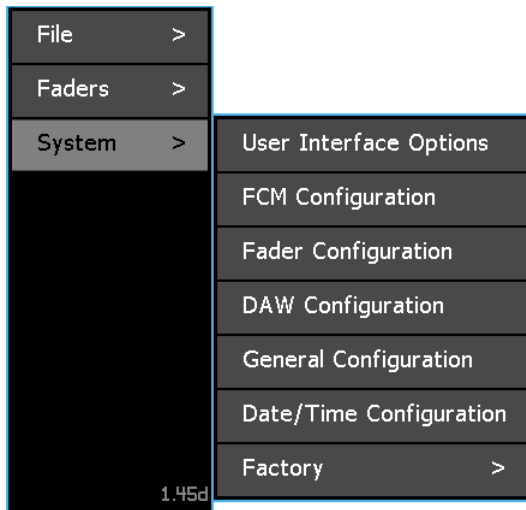 File >
Faders >
System >
User Interface Options
FCM Configuration
Fader Configuration
DAW Configuration
General Configuration
Date/Time Configuration
Factory >
1.45d